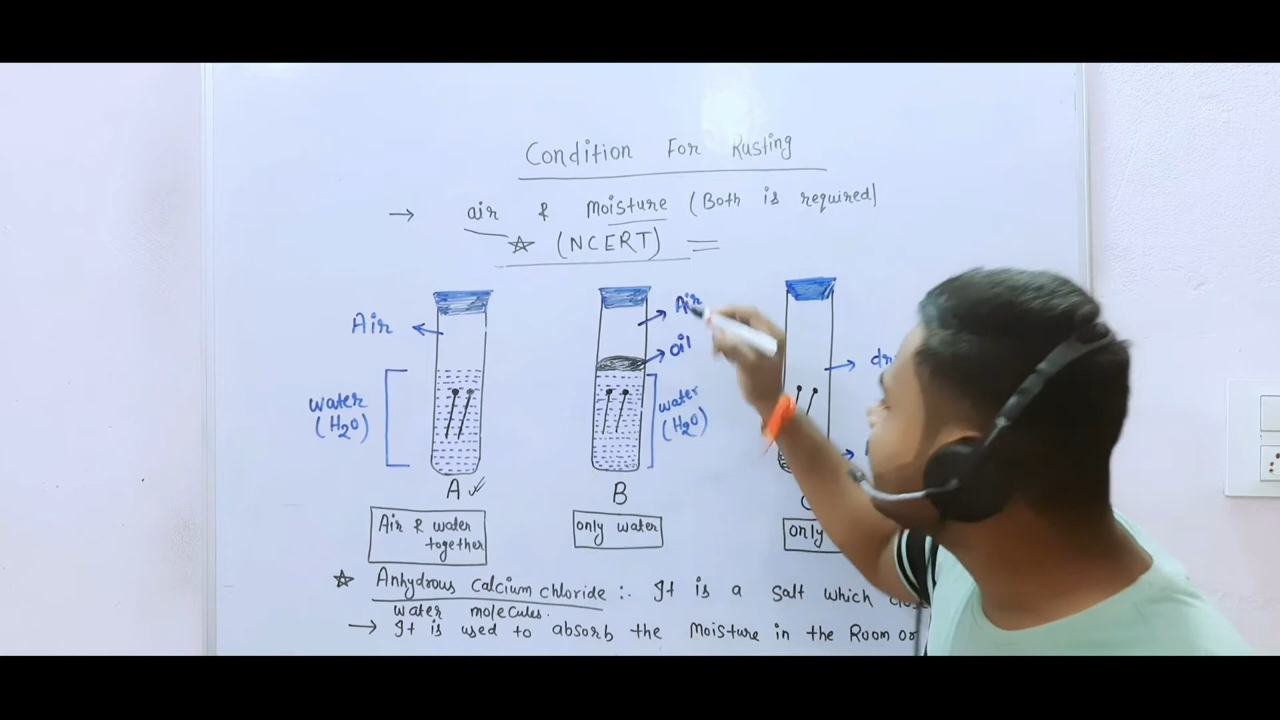 Condition For Rusting
→ air & Moisture (Both is required)
☆ (NCERT)
Air
Air
Oil
water
(H2O)
water
(H2O)
A ✓
B
Air & water
together
only water
only
☆ Anhydrous calcium chloride :. It is a salt which
water molecules.
→ It is used to absorb the Moisture in the Room or